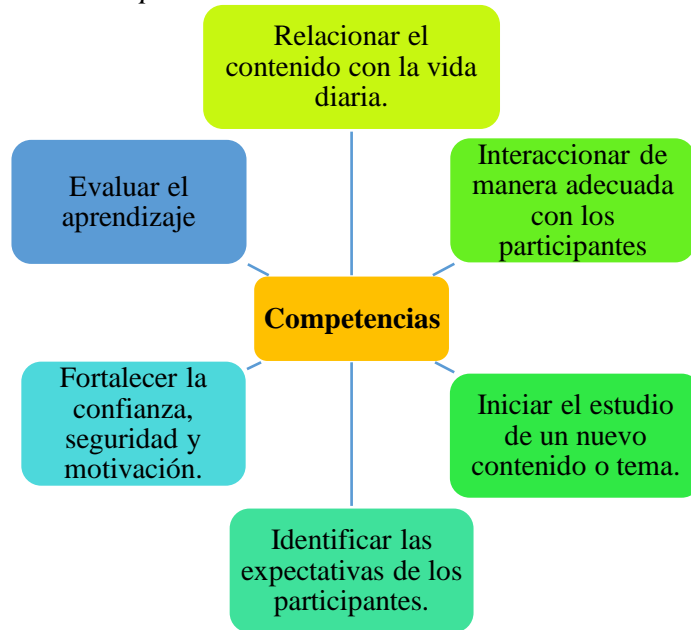 Relacionar el
contenido con la vida
diaria.
Interaccionar de
manera adecuada
con los
participantes
Evaluar el
aprendizaje
Competencias
Fortalecer la
confianza,
seguridad y
motivación.
Iniciar el estudio
de un nuevo
contenido o tema.
Identificar las
expectativas de los
participantes.